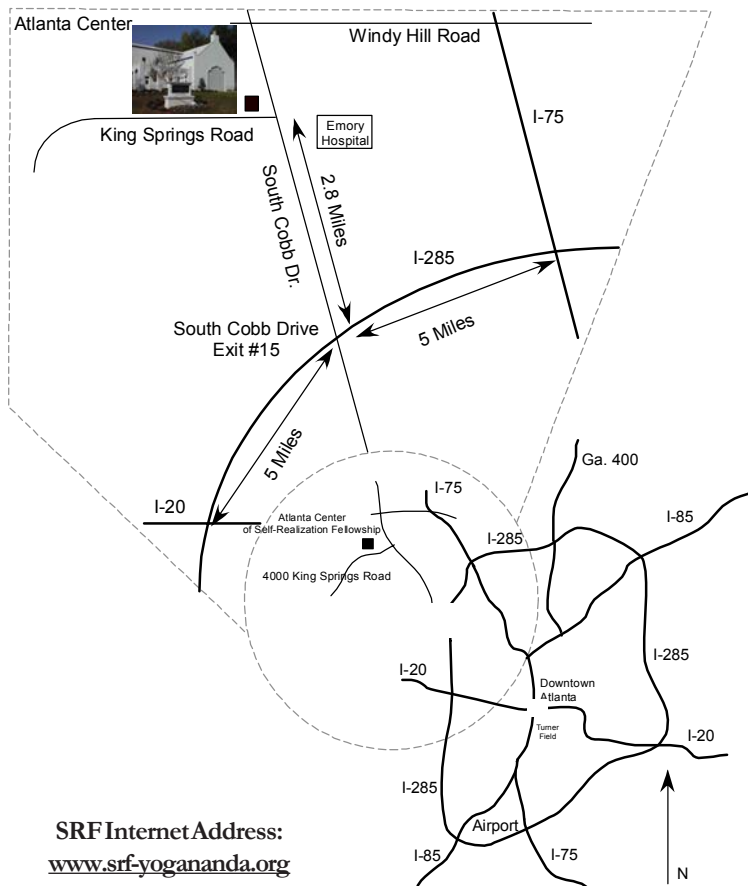 Atlanta Center
Windy Hill Road
King Springs Road
Emory
Hospital
I-75
2.8 Miles
South Cobb Dr.
I-285
5 Miles
South Cobb Drive
Exit #15
5 Miles
I-20
I-75
Ga. 400
I-85
Atlanta Center
of Self-Realization Fellowship
I-285
4000 King Springs Road
I-285
I-20
Downtown
Atlanta
Turner
Field
I-20
I-285
Airport
I-85
I-75
N
SRF Internet Address:
www.srf-yogananda.org